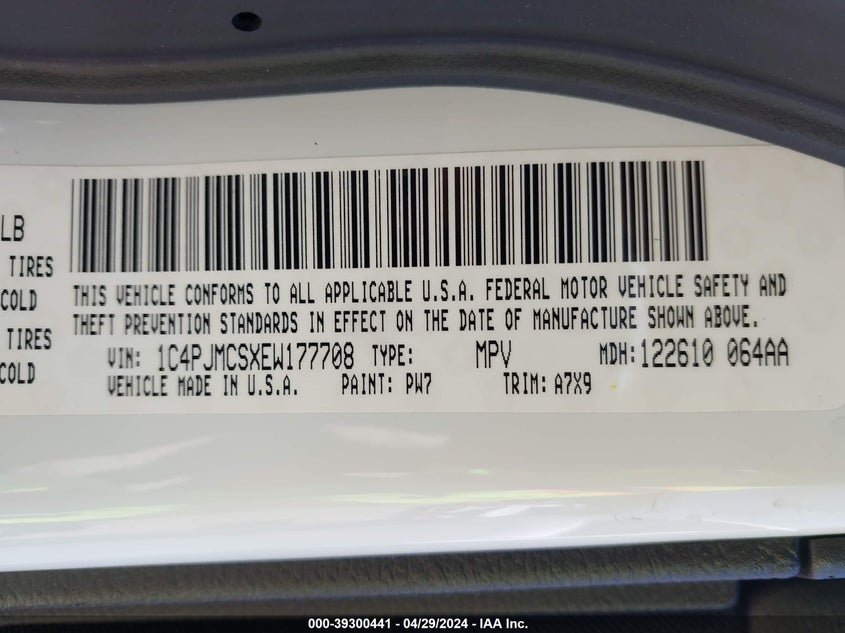 LB
TIRES
COLD
TIRES
COLD
THIS VEHICLE CONFORMS TO ALL APPLICABLE U.S.A. FEDERAL MOTOR VEHICLE SAFETY AND
THEFT PREVENTION STANDARDS IN EFFECT ON THE DATE OF MANUFACTURE SHOWN ABOVE.
VIN: 1C4PJMCSXEW177708 TYPE: MPV MDH: 122610 064AA
VEHICLE MADE IN U.S.A. PAINT: PW7 TRIM: A7X9
000-39300441 - 04/29/2024 - IAA Inc.